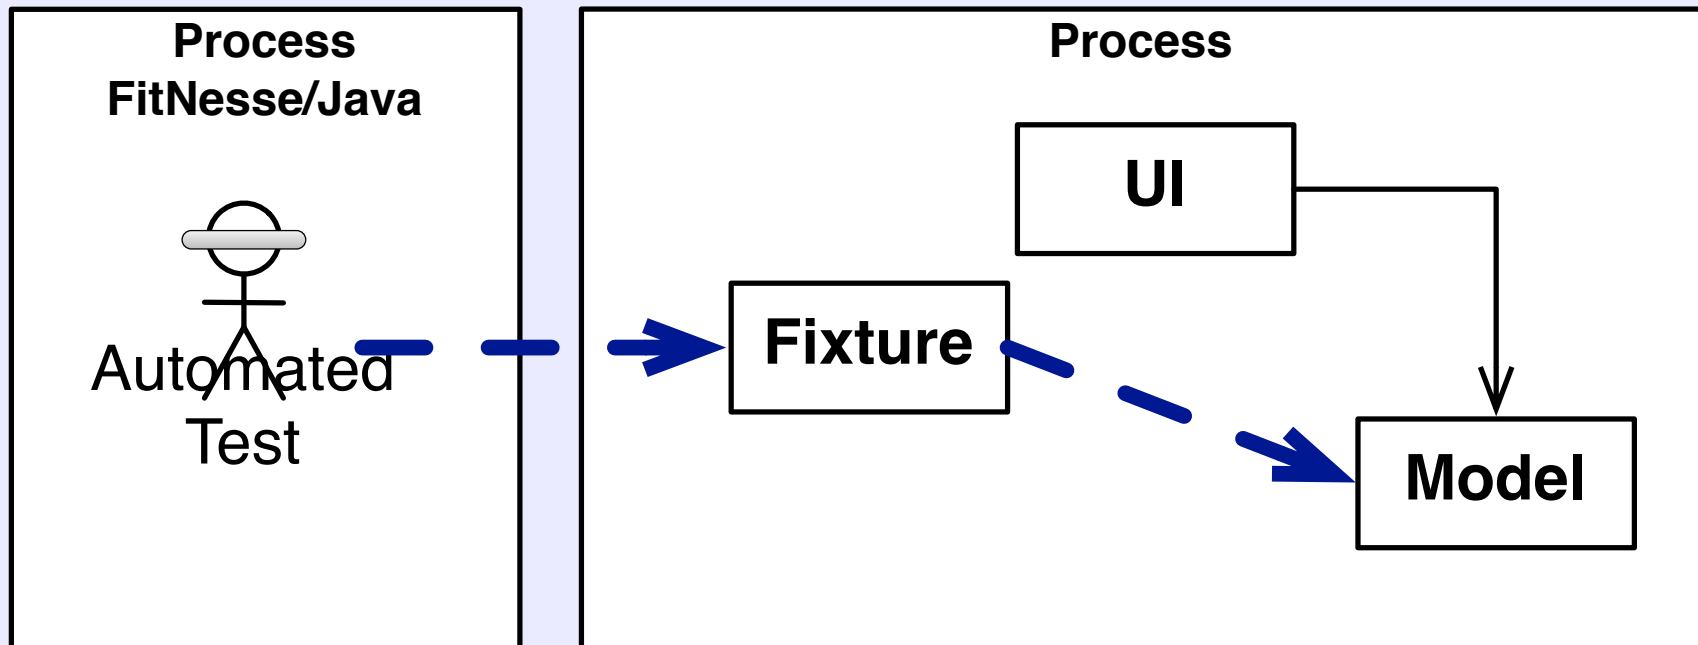 Process
FitNesse/Java
Automated
Test
Process
UI
Fixture
Model